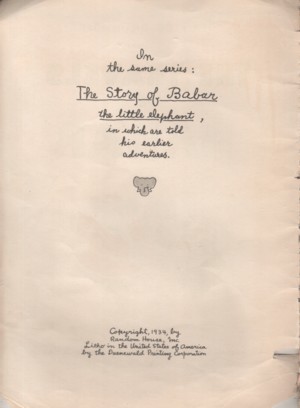 In
the same series:
The Story of Babar
the little elephant,
in which are told
his earlier
adventures.
Copyright, 1934, by
Random House, Inc
Litho in the United States of America
by the Duenewald Printing Corporation